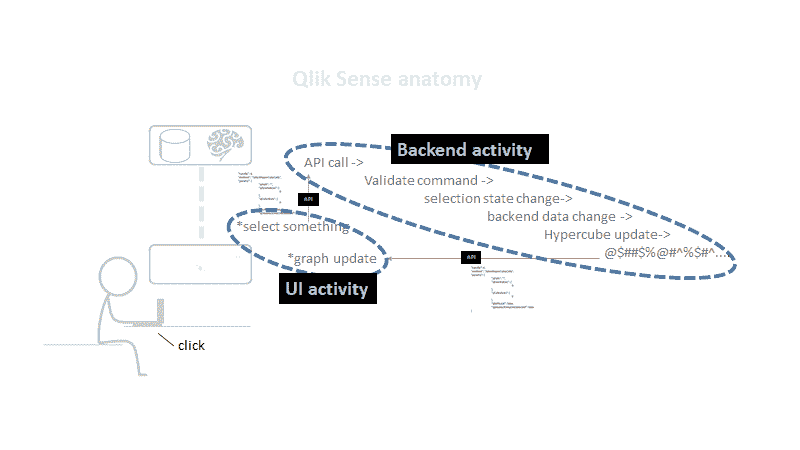 Qlik Sense anatomy
Backend activity
API call ->
Validate command ->
API
selection state change->
backend data change ->
*select something
Hypercube update->
@$##$%@#^%$#^....
*graph update
API
UI activity
click